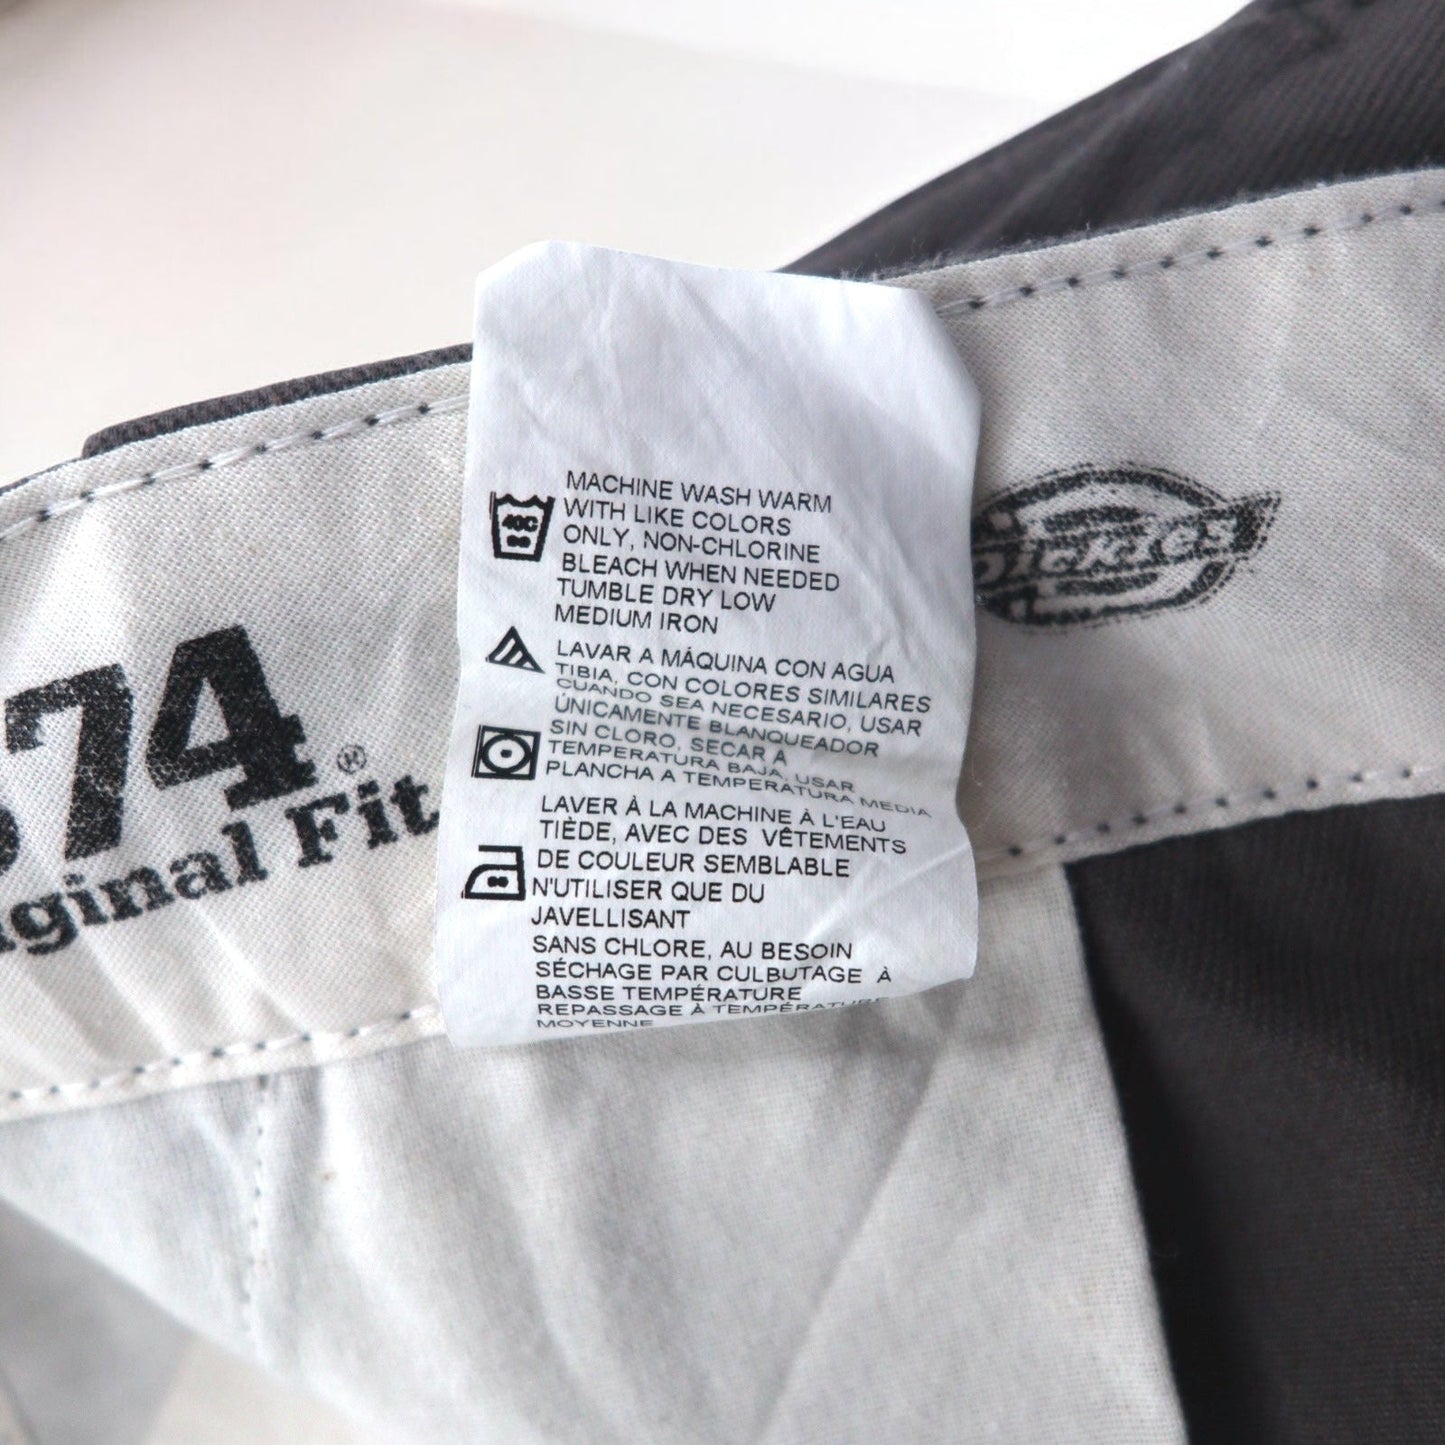 MACHINE WASH WARM
WITH LIKE COLORS
ONLY, NON-CHLORINE
BLEACH WHEN NEEDED
TUMBLE DRY LOW
MEDIUM IRON
40C
LAVAR A MÁQUINA CON AGUA
TIBIA, CON COLORES SIMILARES
CUANDO SEA NECESARIO, USAR
ÚNICAMENTE BLANQUEADOR
SIN CLORO, SECAR A
TEMPERATURA BAJA, USAR
PLANCHA A TEMPERATURA MEDIA
LAVER À LA MACHINE À L'EAU
TIÈDE, AVEC DES VÊTEMENTS
DE COULEUR SEMBLABLE
N'UTILISER QUE DU
JAVELLISANT
SANS CHLORE, AU BESOIN
SÉCHAGE PAR CULBUTAGE À
BASSE TEMPÉRATURE
REPASSAGE À TEMPÉRATURE
MOYENNE
Dickies
74®
iginal Fit